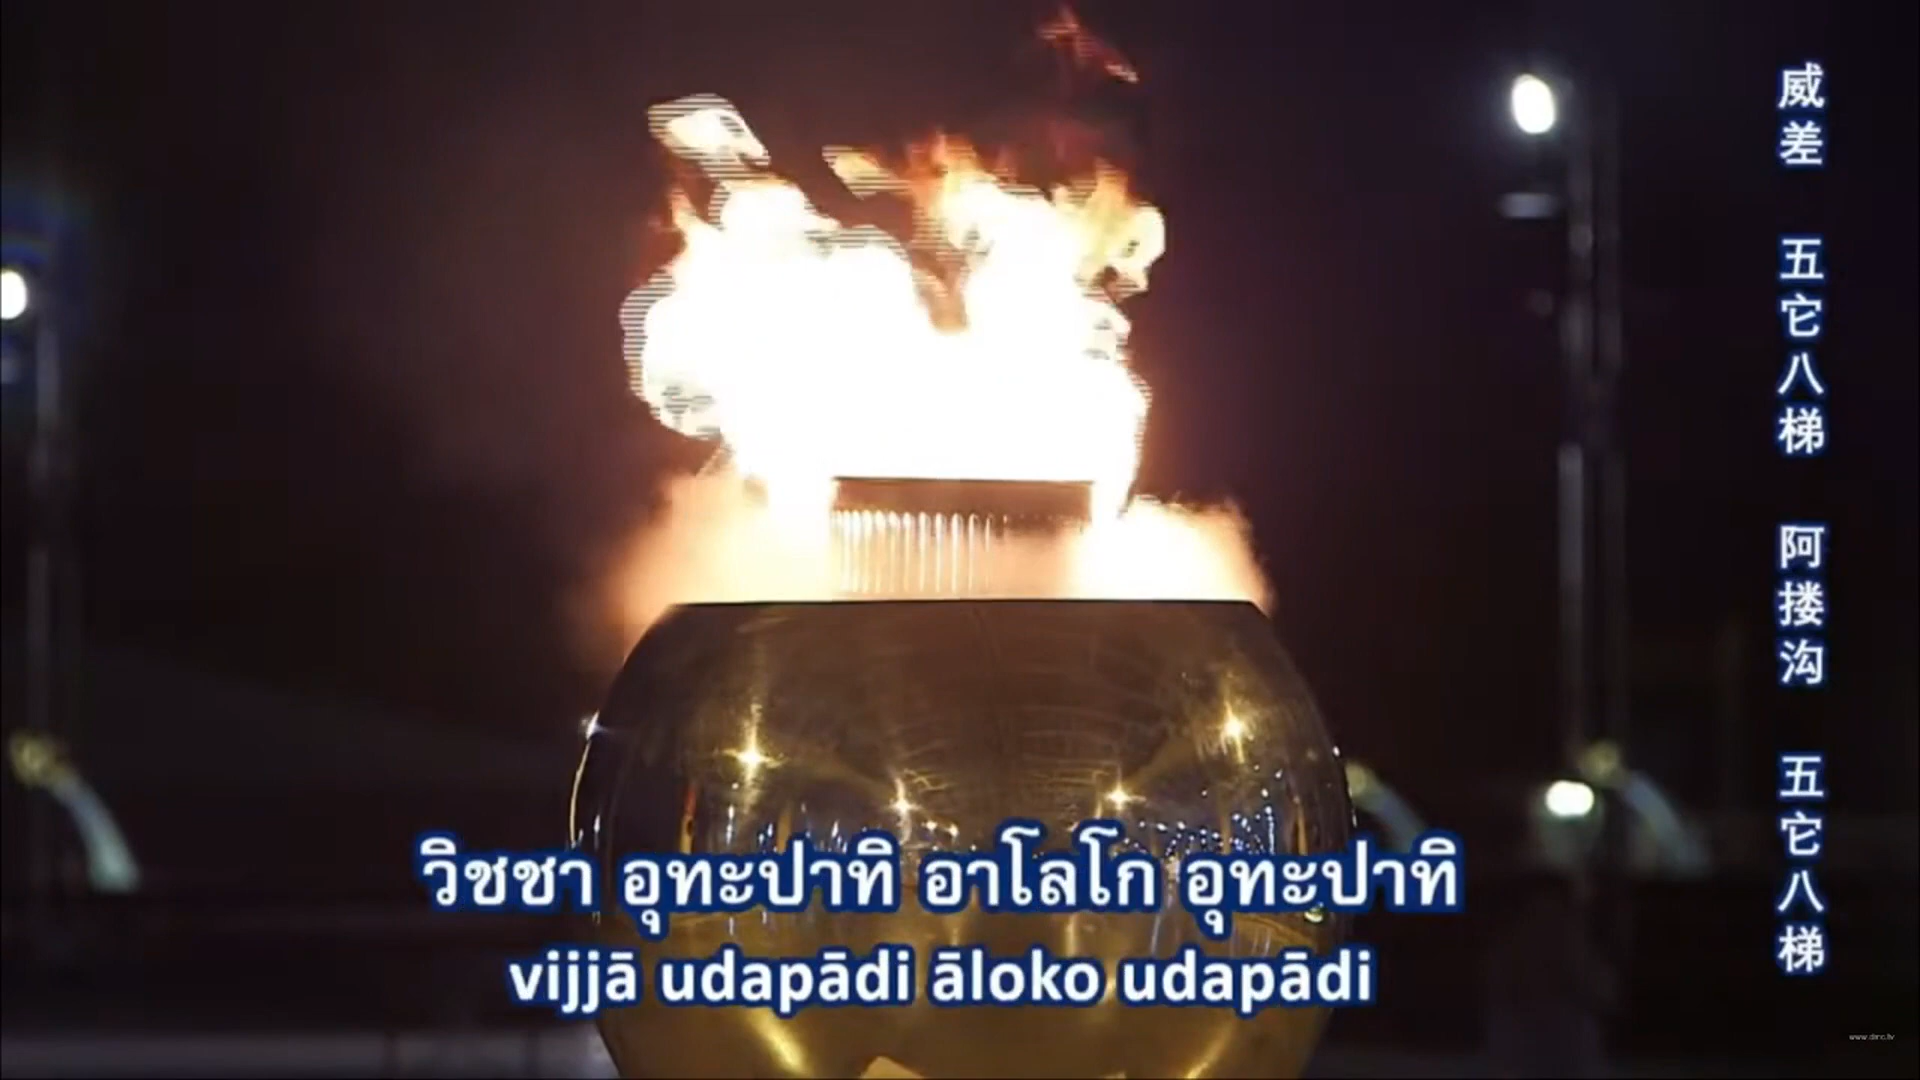 วิชชา อุทะปาทิ อาโลโก อุทะปาทิ
vijjā udapādi āloko udapādi
威差 五它八梯 阿搂沟 五它八梯
www.dmc.tv